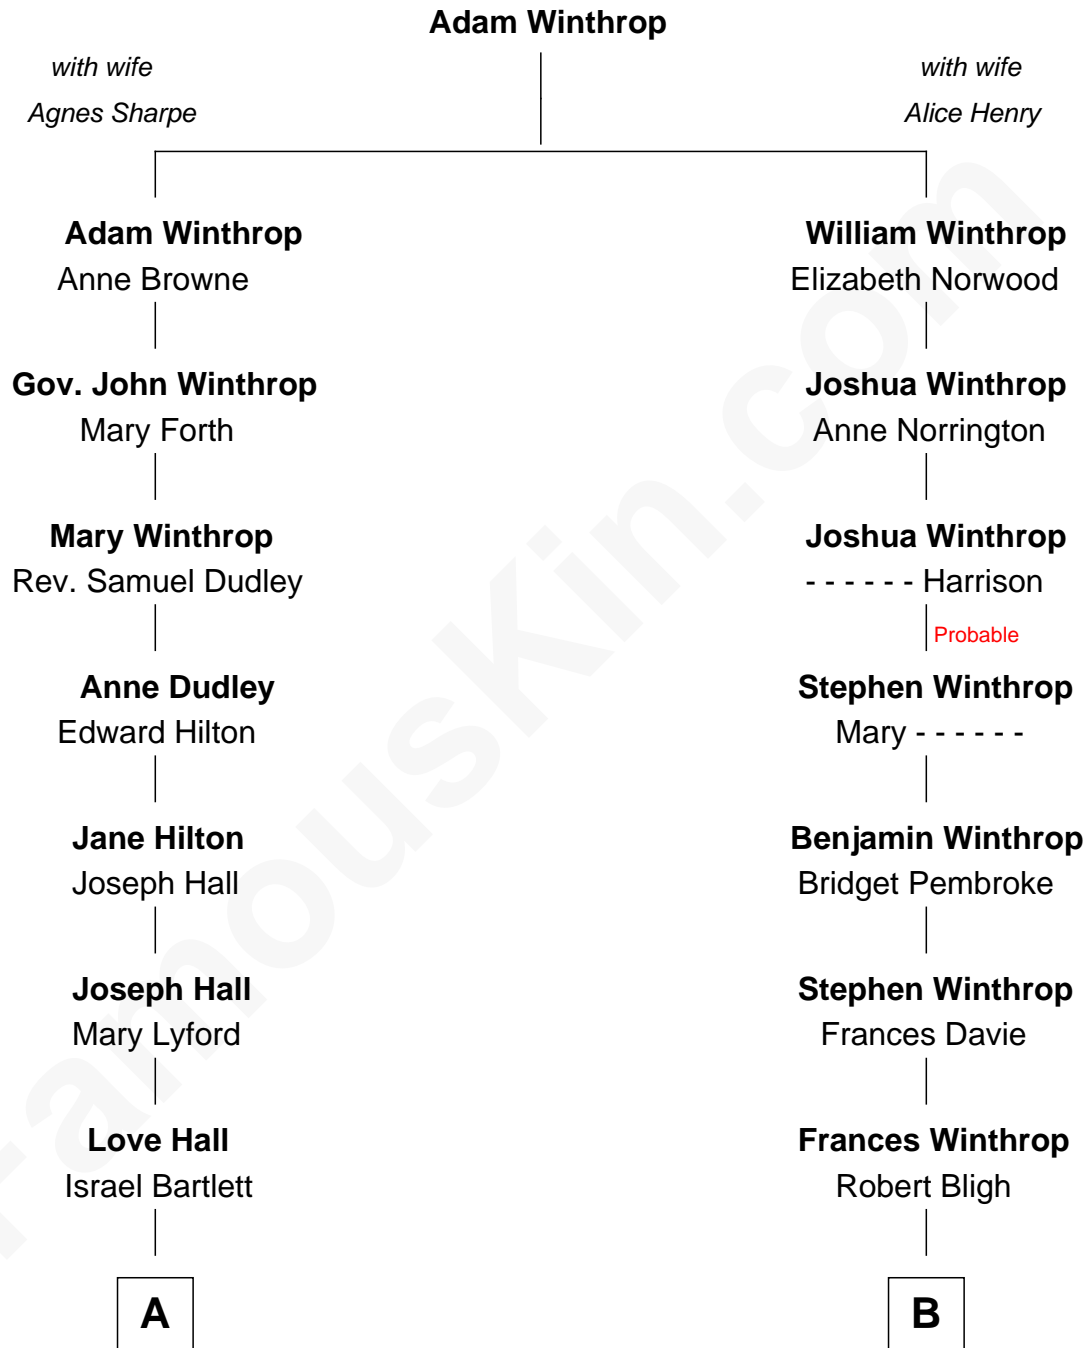 Adam Winthrop
with wife
Agnes Sharpe
with wife
Alice Henry
Adam Winthrop
Anne Browne
William Winthrop
Elizabeth Norwood
Gov. John Winthrop
Mary Forth
Joshua Winthrop
Anne Norrington
Mary Winthrop
Rev. Samuel Dudley
Joshua Winthrop
- - - - - - Harrison
Probable
Anne Dudley
Edward Hilton
Stephen Winthrop
Mary - - - - - -
Jane Hilton
Joseph Hall
Benjamin Winthrop
Bridget Pembroke
Joseph Hall
Mary Lyford
Stephen Winthrop
Frances Davie
Love Hall
Israel Bartlett
Frances Winthrop
Robert Bligh
A
B
FamousKin.com